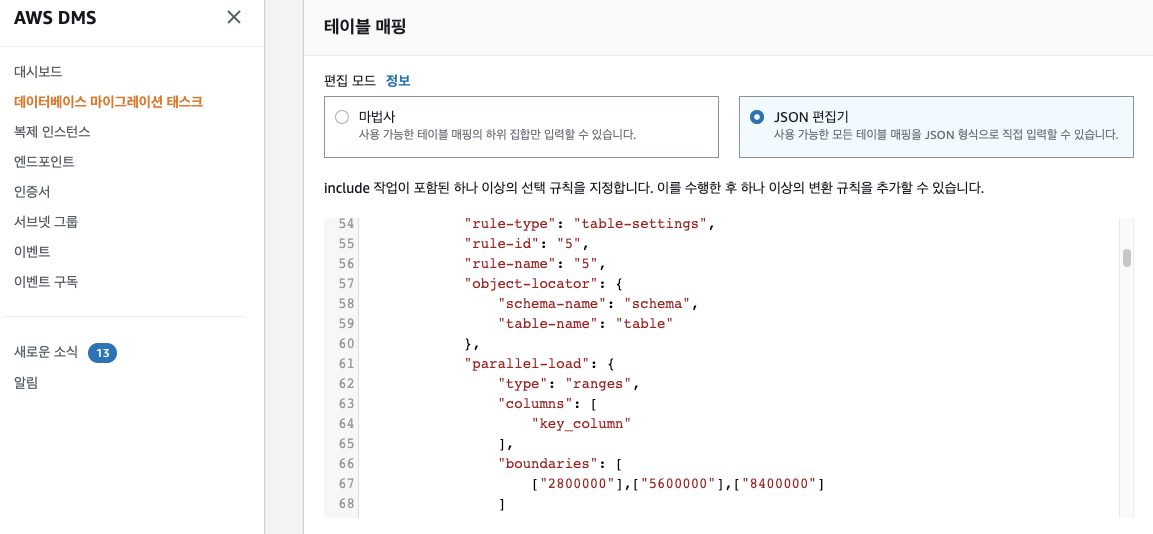 AWS DMS
대시보드
데이터베이스 마이그레이션 태스크
복제 인스턴스
엔드포인트
인증서
서브넷 그룹
이벤트
이벤트 구독
새로운 소식 13
알림
테이블 매핑
편집 모드 정보
마법사
사용 가능한 테이블 매핑의 하위 집합만 입력할 수 있습니다.
JSON 편집기
사용 가능한 모든 테이블 매핑을 JSON 형식으로 직접 입력할 수 있습니다.
include 작업이 포함된 하나 이상의 선택 규칙을 지정합니다. 이를 수행한 후 하나 이상의 변환 규칙을 추가할 수 있습니다.
54 "rule-type": "table-settings",
55 "rule-id": "5",
56 "rule-name": "5",
57 "object-locator": {
58 "schema-name": "schema",
59 "table-name": "table"
60 },
61 "parallel-load": {
62 "type": "ranges",
63 "columns": [
64 "key_column"
65 ],
66 "boundaries": [
67 ["2800000"],["5600000"],["8400000"]
68 ]